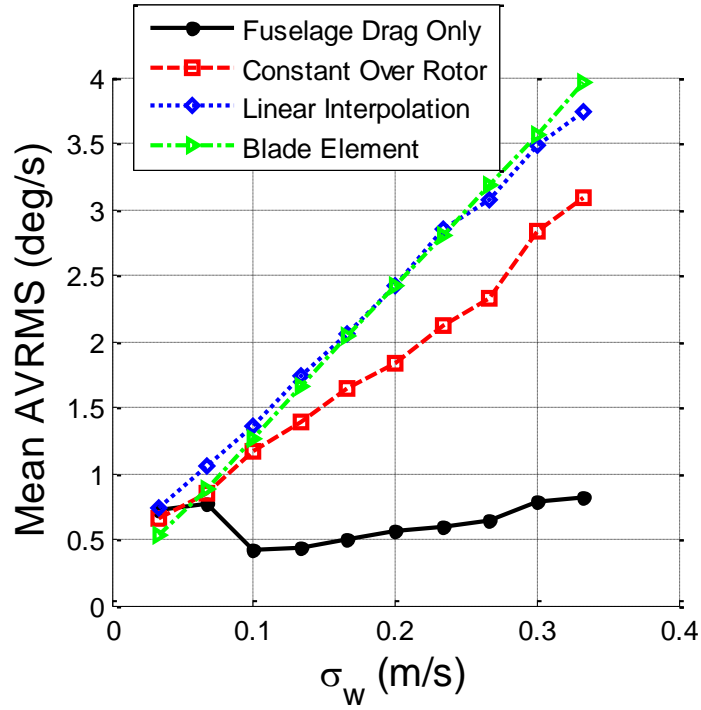 Fuselage Drag Only
Constant Over Rotor
Linear Interpolation
Blade Element
4
3.5
3
2.5
2
1.5
1
0.5
0
Mean AVRMS (deg/s)
0
0.1
0.2
0.3
0.4
σw (m/s)